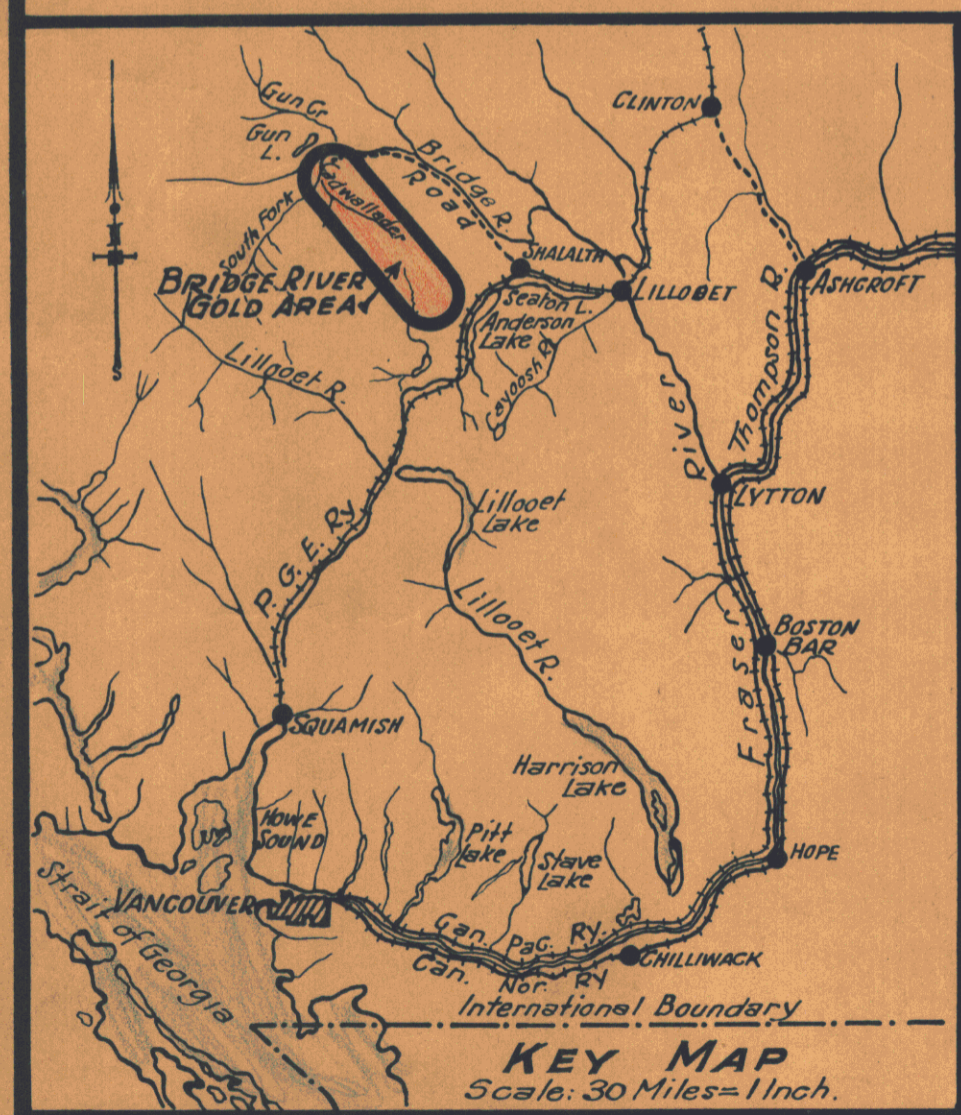 Gun Cr
Gun
L.
CLINTON
Bridge R.
Road
Cadwallader
South Fork
SHALALTH
BRIDGE RIVER
GOLD AREA
LILLOOET
ASHCROFT
Seaton L.
Anderson
Lake
Cayoosh R.
Thompson R.
Lillooet R.
River
Fraser
LYTTON
Lillooet
Lake
P. G. E. Ry
Lillooet R.
BOSTON
BAR
SQUAMISH
Harrison
Lake
HOWE
SOUND
Pitt
Lake
Stave
Lake
HOPE
VANCOUVER
Strait of Georgia
Can. Pac. Ry.
Can. Nor. Ry
CHILLIWACK
International Boundary
KEY MAP
Scale: 30 Miles = 1 Inch.
S